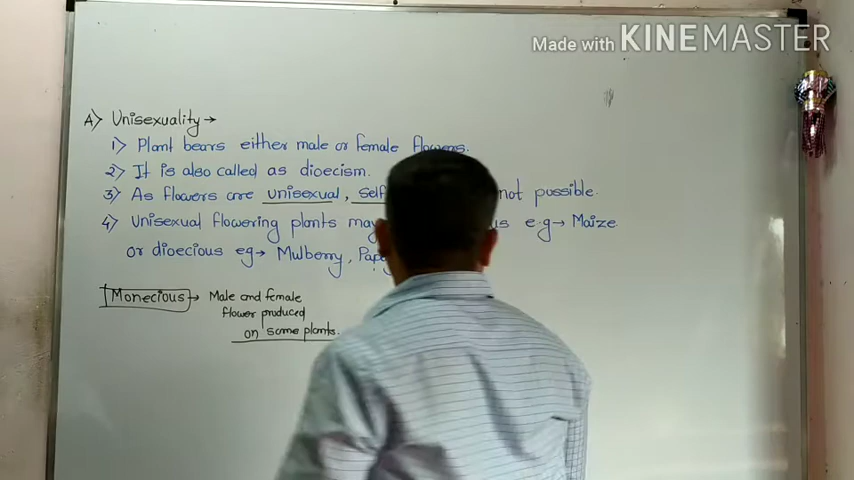 Made with KINEMASTER
A) Unisexuality →
1) Plant bears either male or female flowers.
2) It is also called as dioecism.
3) As flowers are unisexual, self not possible.
4) Unisexual flowering plants may e.g → Maize
or dioecious eg → Mulberry,
Monecious → Male and female
flower produced
on same plants.